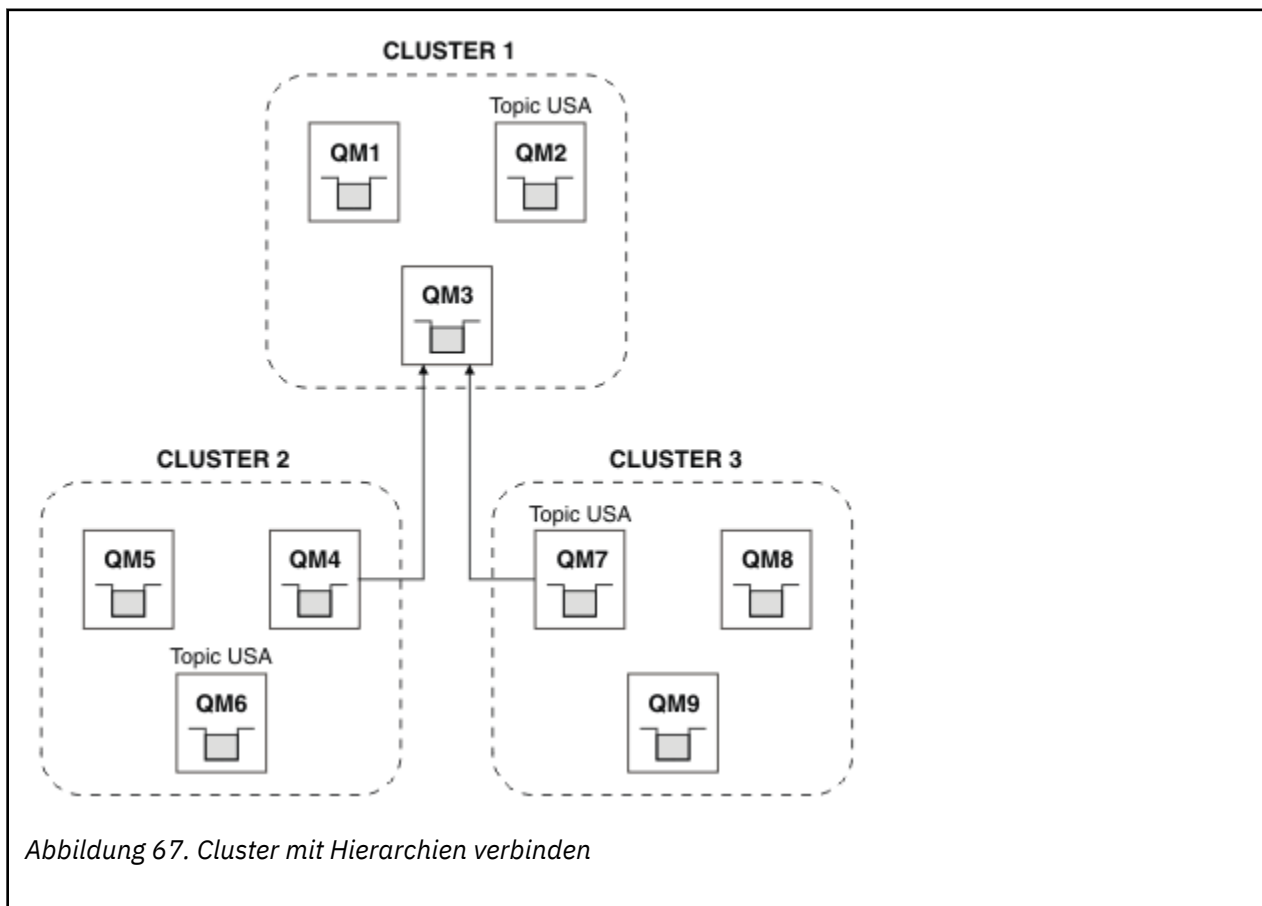 CLUSTER 1
Topic USA
QM1
QM2
QM3
CLUSTER 2
CLUSTER 3
Topic USA
QM5
QM4
QM7
QM8
Topic USA
QM6
QM9
Abbildung 67. Cluster mit Hierarchien verbinden